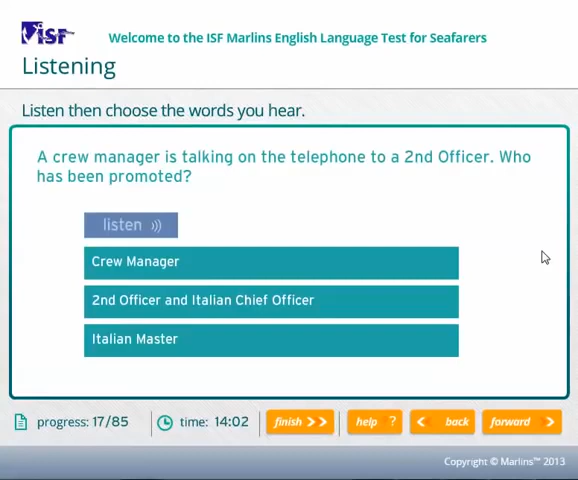 ISF
Welcome to the ISF Marlins English Language Test for Seafarers
Listening
Listen then choose the words you hear.
A crew manager is talking on the telephone to a 2nd Officer. Who
has been promoted?
listen
Crew Manager
2nd Officer and Italian Chief Officer
Italian Master
progress: 17/85 time: 14:02 finish >> help ? < back forward >
Copyright © Marlins™ 2013